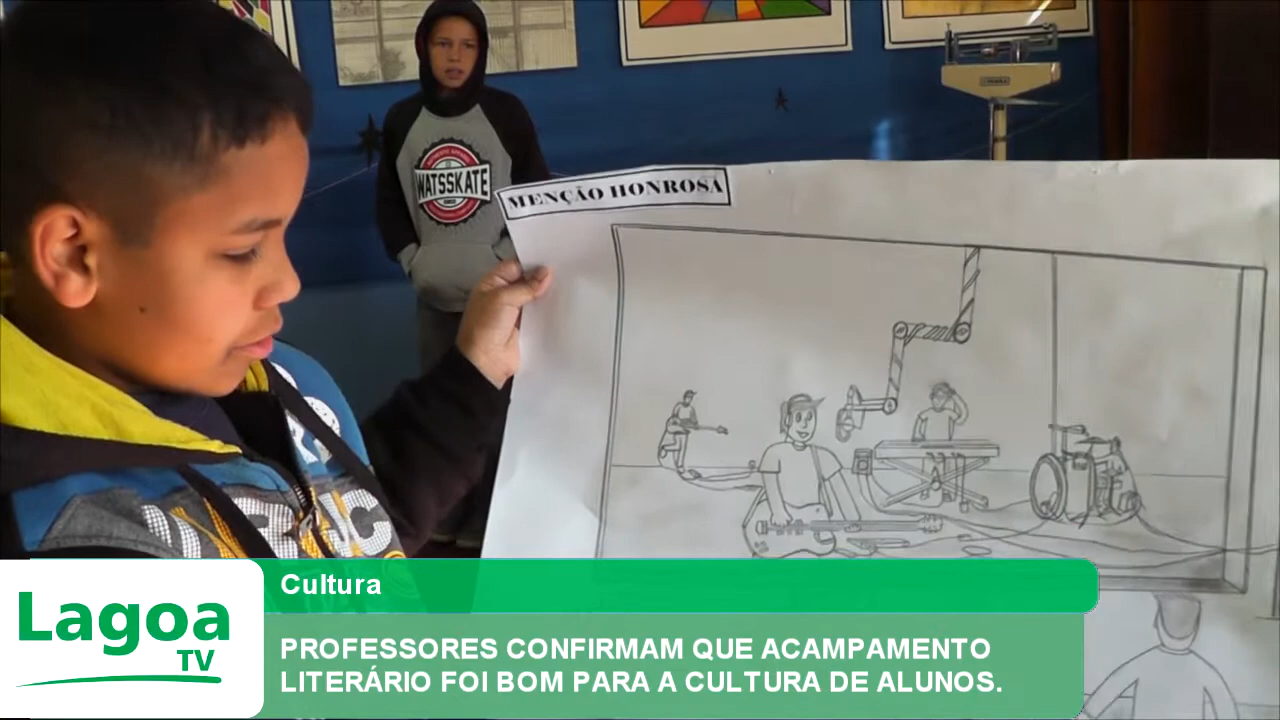 WATSSKATE
MENÇÃO HONROSA
Lagoa
TV
Cultura
PROFESSORES CONFIRMAM QUE ACAMPAMENTO
LITERÁRIO FOI BOM PARA A CULTURA DE ALUNOS.